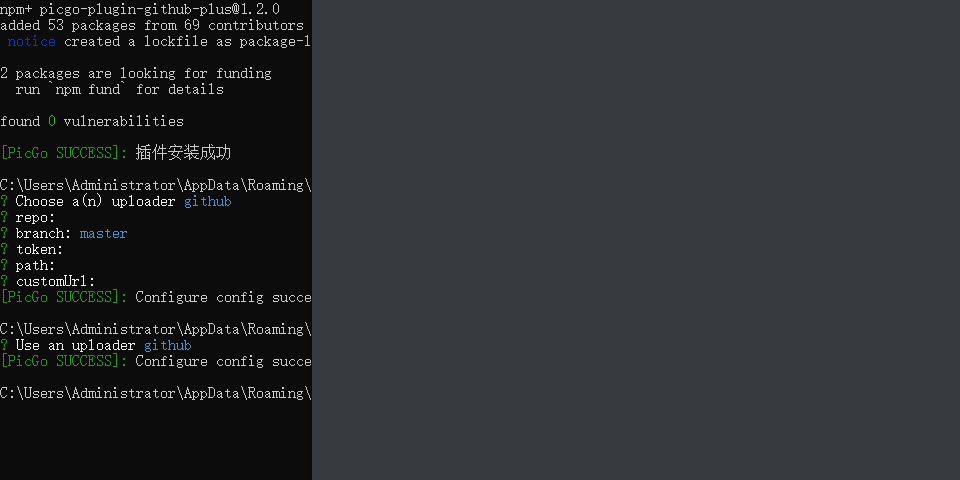 npm+ picgo-plugin-github-plus@1.2.0
added 53 packages from 69 contributors
notice created a lockfile as package-l
2 packages are looking for funding
run `npm fund` for details
found 0 vulnerabilities
[PicGo SUCCESS]: 插件安装成功
C:\Users\Administrator\AppData\Roaming\
? Choose a(n) uploader github
? repo:
? branch: master
? token:
? path:
? customUrl:
[PicGo SUCCESS]: Configure config succe
C:\Users\Administrator\AppData\Roaming\
? Use an uploader github
[PicGo SUCCESS]: Configure config succe
C:\Users\Administrator\AppData\Roaming\